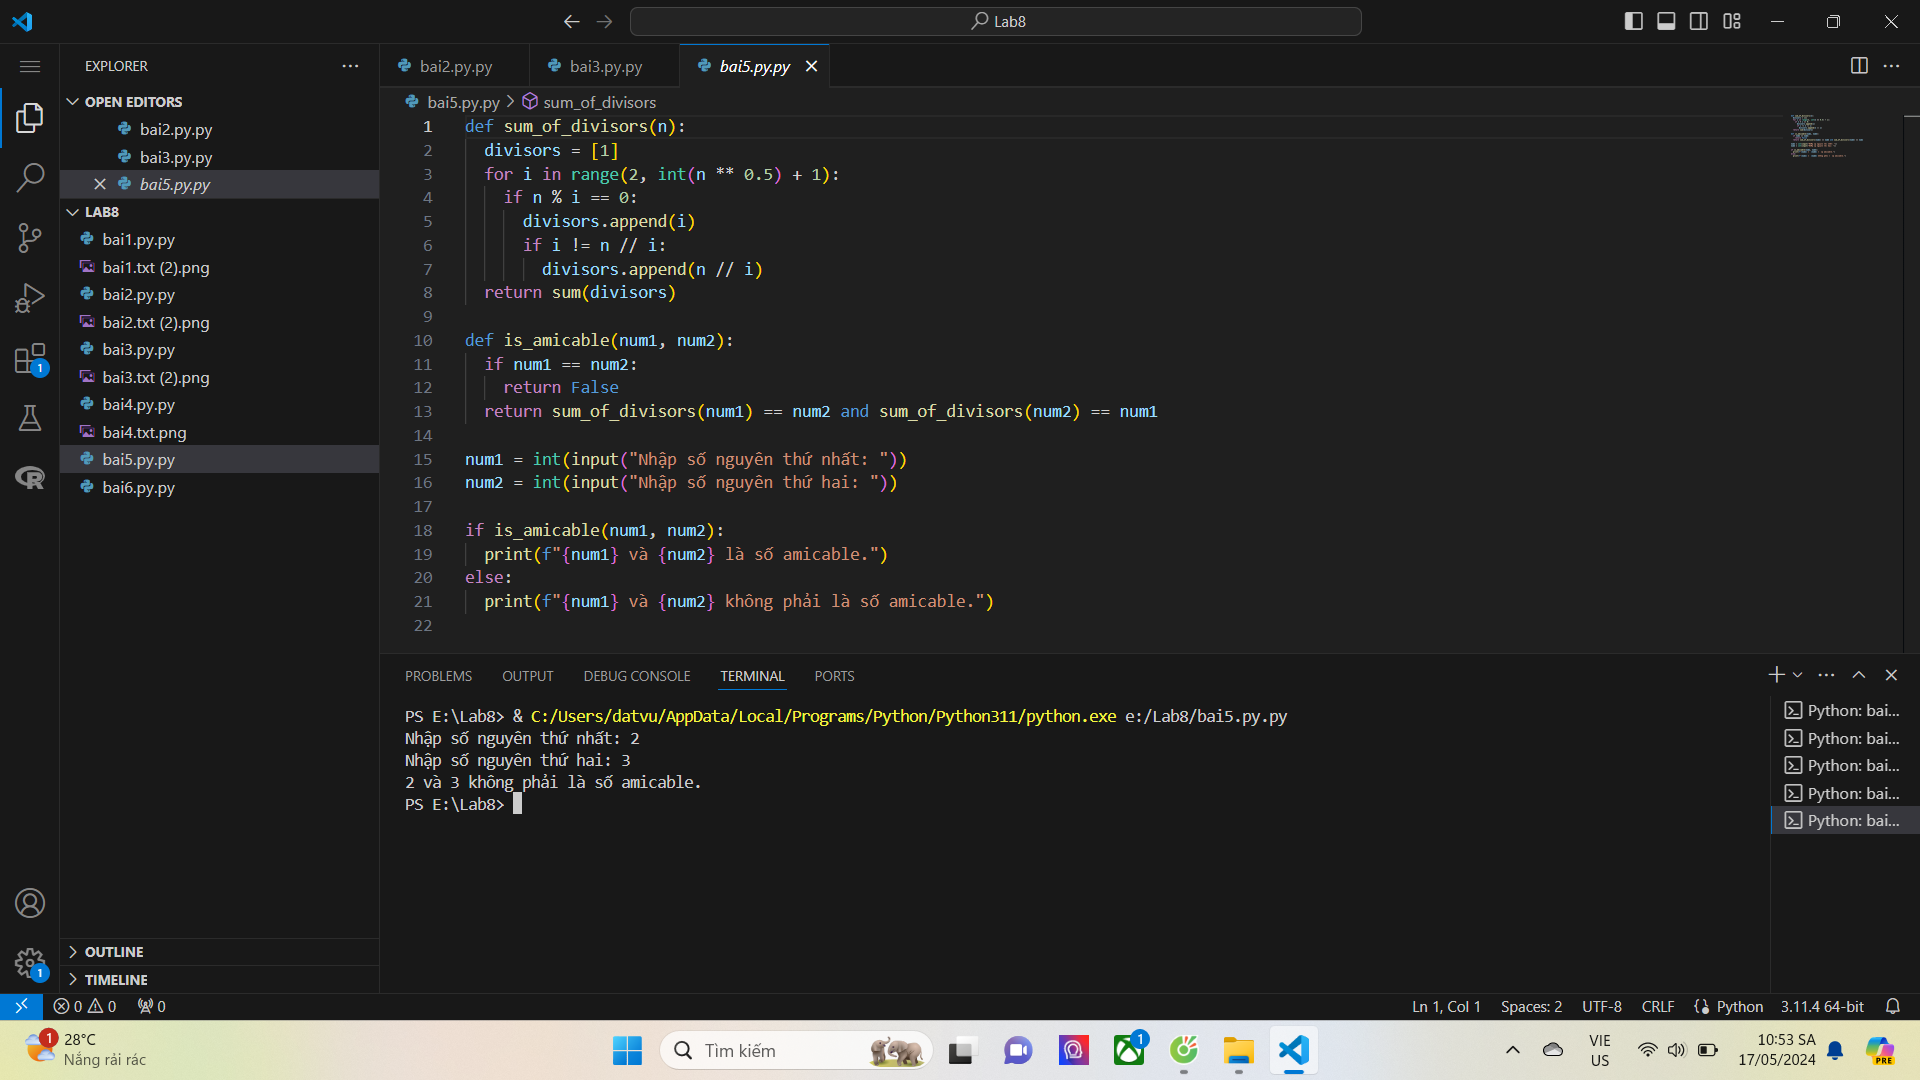 Lab8
EXPLORER
OPEN EDITORS
bai2.py.py
bai3.py.py
bai5.py.py
LAB8
bai1.py.py
bai1.txt (2).png
bai2.py.py
bai2.txt (2).png
bai3.py.py
bai3.txt (2).png
bai4.py.py
bai4.txt.png
bai5.py.py
bai6.py.py
OUTLINE
TIMELINE
1
1
bai2.py.py bai3.py.py bai5.py.py
bai5.py.py > sum_of_divisors
1 def sum_of_divisors(n):
2 divisors = [1]
3 for i in range(2, int(n ** 0.5) + 1):
4 if n % i == 0:
5 divisors.append(i)
6 if i != n // i:
7 divisors.append(n // i)
8 return sum(divisors)
9
10 def is_amicable(num1, num2):
11 if num1 == num2:
12 return False
13 return sum_of_divisors(num1) == num2 and sum_of_divisors(num2) == num1
14
15 num1 = int(input("Nhập số nguyên thứ nhất: "))
16 num2 = int(input("Nhập số nguyên thứ hai: "))
17
18 if is_amicable(num1, num2):
19 print(f"{num1} và {num2} là số amicable.")
20 else:
21 print(f"{num1} và {num2} không phải là số amicable.")
22
PROBLEMS OUTPUT DEBUG CONSOLE TERMINAL PORTS
PS E:\Lab8> & C:/Users/datvu/AppData/Local/Programs/Python/Python311/python.exe e:/Lab8/bai5.py.py
Nhập số nguyên thứ nhất: 2
Nhập số nguyên thứ hai: 3
2 và 3 không phải là số amicable.
PS E:\Lab8>
Python: bai...
Python: bai...
Python: bai...
Python: bai...
Python: bai...
0 0 0 Ln 1, Col 1 Spaces: 2 UTF-8 CRLF Python 3.11.4 64-bit
1 28°C
Nắng rải rác
Tìm kiếm
1
VIE
US
10:53 SA
17/05/2024
PRE